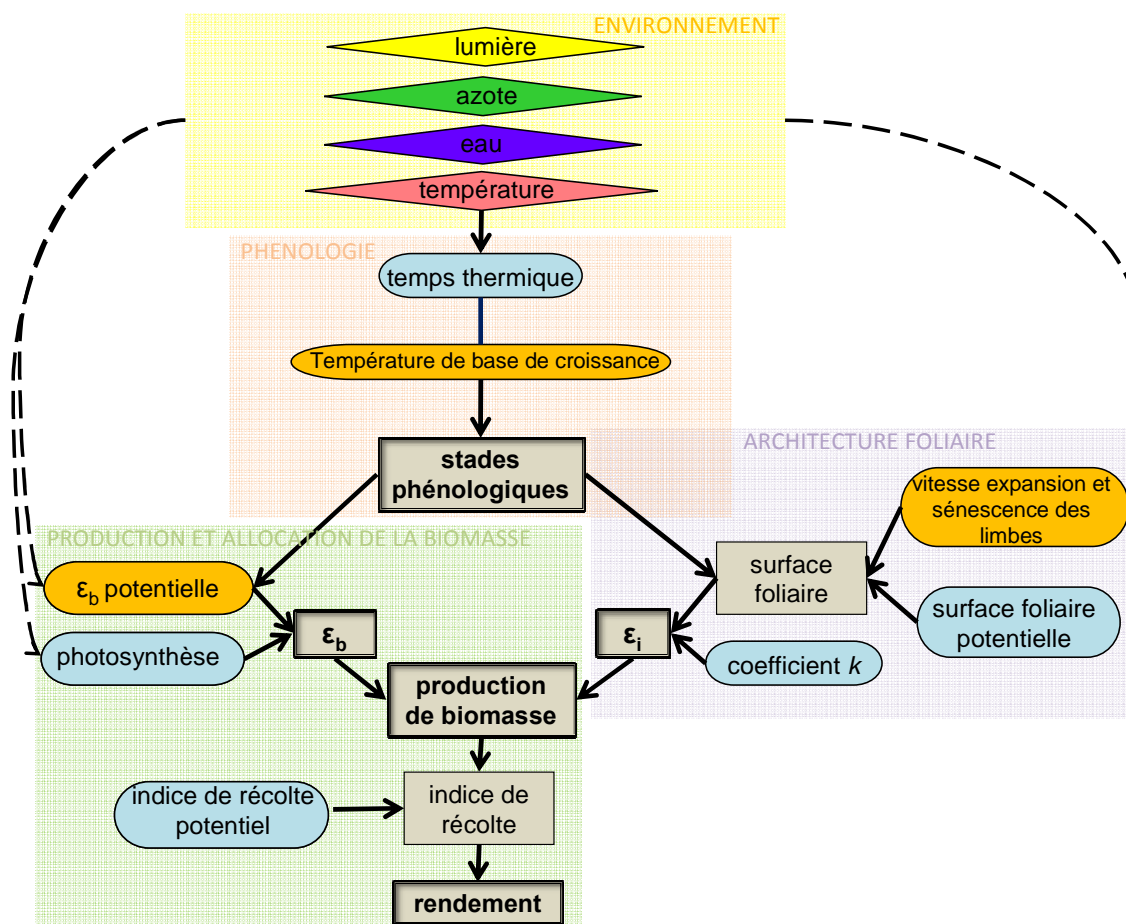 ENVIRONNEMENT
lumière
azote
eau
température
PHENOLOGIE
temps thermique
Température de base de croissance
stades
phénologiques
ARCHITECTURE FOLIAIRE
vitesse expansion et
sénescence des
limbes
surface
foliaire
surface foliaire
potentielle
coefficient k
εi
PRODUCTION ET ALLOCATION DE LA BIOMASSE
εb potentielle
photosynthèse
εb
production
de biomasse
indice de récolte
potentiel
indice de
récolte
rendement